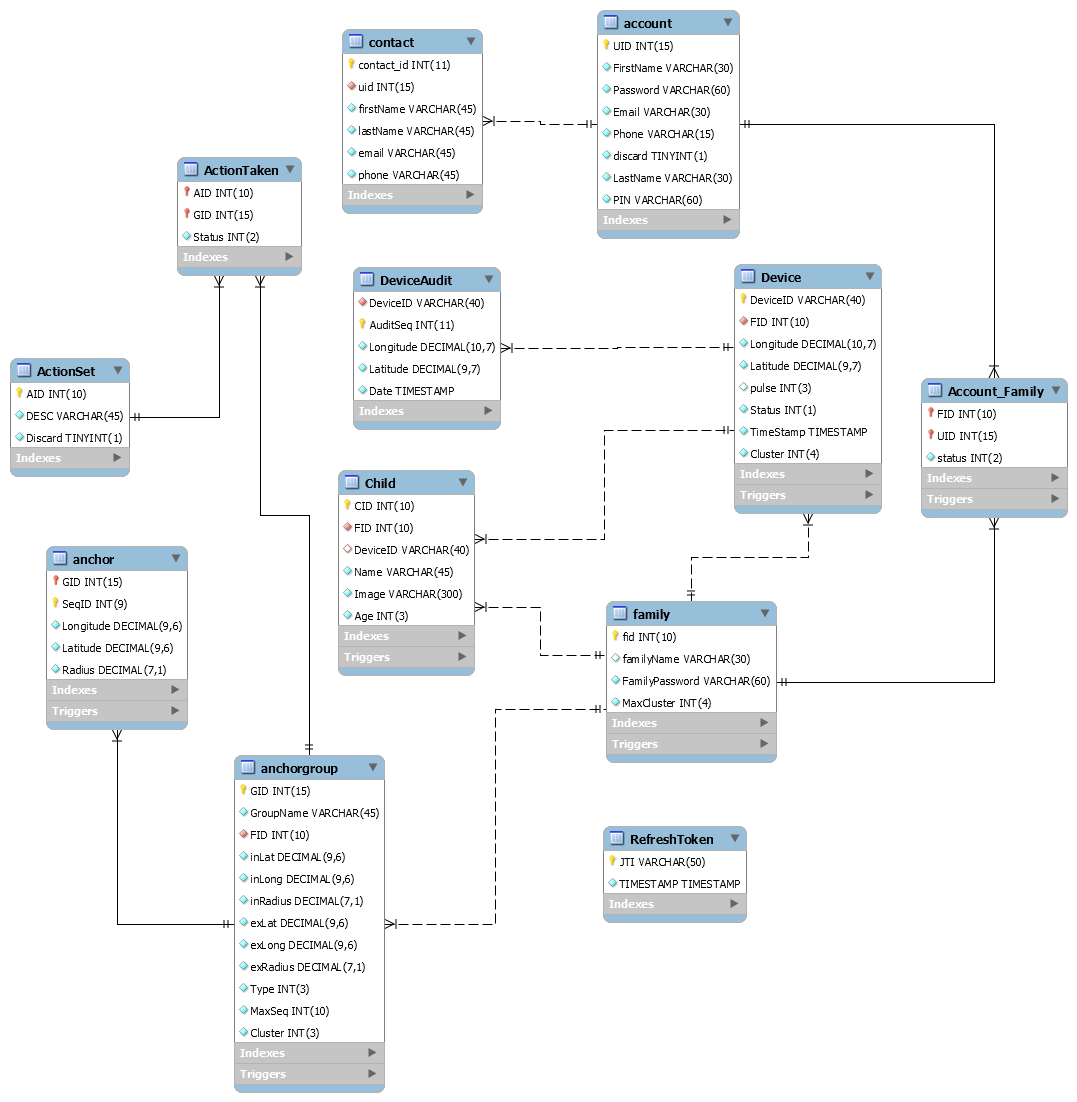 account
UID INT(15)
FirstName VARCHAR(30)
Password VARCHAR(60)
Email VARCHAR(30)
Phone VARCHAR(15)
discard TINYINT(1)
LastName VARCHAR(30)
PIN VARCHAR(60)
Indexes
contact
contact_id INT(11)
uid INT(15)
firstName VARCHAR(45)
lastName VARCHAR(45)
email VARCHAR(45)
phone VARCHAR(45)
Indexes
ActionTaken
AID INT(10)
GID INT(15)
Status INT(2)
Indexes
DeviceAudit
DeviceID VARCHAR(40)
AuditSeq INT(11)
Longitude DECIMAL(10,7)
Latitude DECIMAL(9,7)
Date TIMESTAMP
Indexes
Device
DeviceID VARCHAR(40)
FID INT(10)
Longitude DECIMAL(10,7)
Latitude DECIMAL(9,7)
pulse INT(3)
Status INT(1)
TimeStamp TIMESTAMP
Cluster INT(4)
Indexes
Triggers
ActionSet
AID INT(10)
DESC VARCHAR(45)
Discard TINYINT(1)
Indexes
Account_Family
FID INT(10)
UID INT(15)
status INT(2)
Indexes
Triggers
Child
CID INT(10)
FID INT(10)
DeviceID VARCHAR(40)
Name VARCHAR(45)
Image VARCHAR(300)
Age INT(3)
Indexes
Triggers
anchor
GID INT(15)
SeqID INT(9)
Longitude DECIMAL(9,6)
Latitude DECIMAL(9,6)
Radius DECIMAL(7,1)
Indexes
Triggers
family
fid INT(10)
familyName VARCHAR(30)
FamilyPassword VARCHAR(60)
MaxCluster INT(4)
Indexes
Triggers
anchorgroup
GID INT(15)
GroupName VARCHAR(45)
FID INT(10)
inLat DECIMAL(9,6)
inLong DECIMAL(9,6)
inRadius DECIMAL(7,1)
exLat DECIMAL(9,6)
exLong DECIMAL(9,6)
exRadius DECIMAL(7,1)
Type INT(3)
MaxSeq INT(10)
Cluster INT(3)
Indexes
Triggers
RefreshToken
JTI VARCHAR(50)
TIMESTAMP TIMESTAMP
Indexes